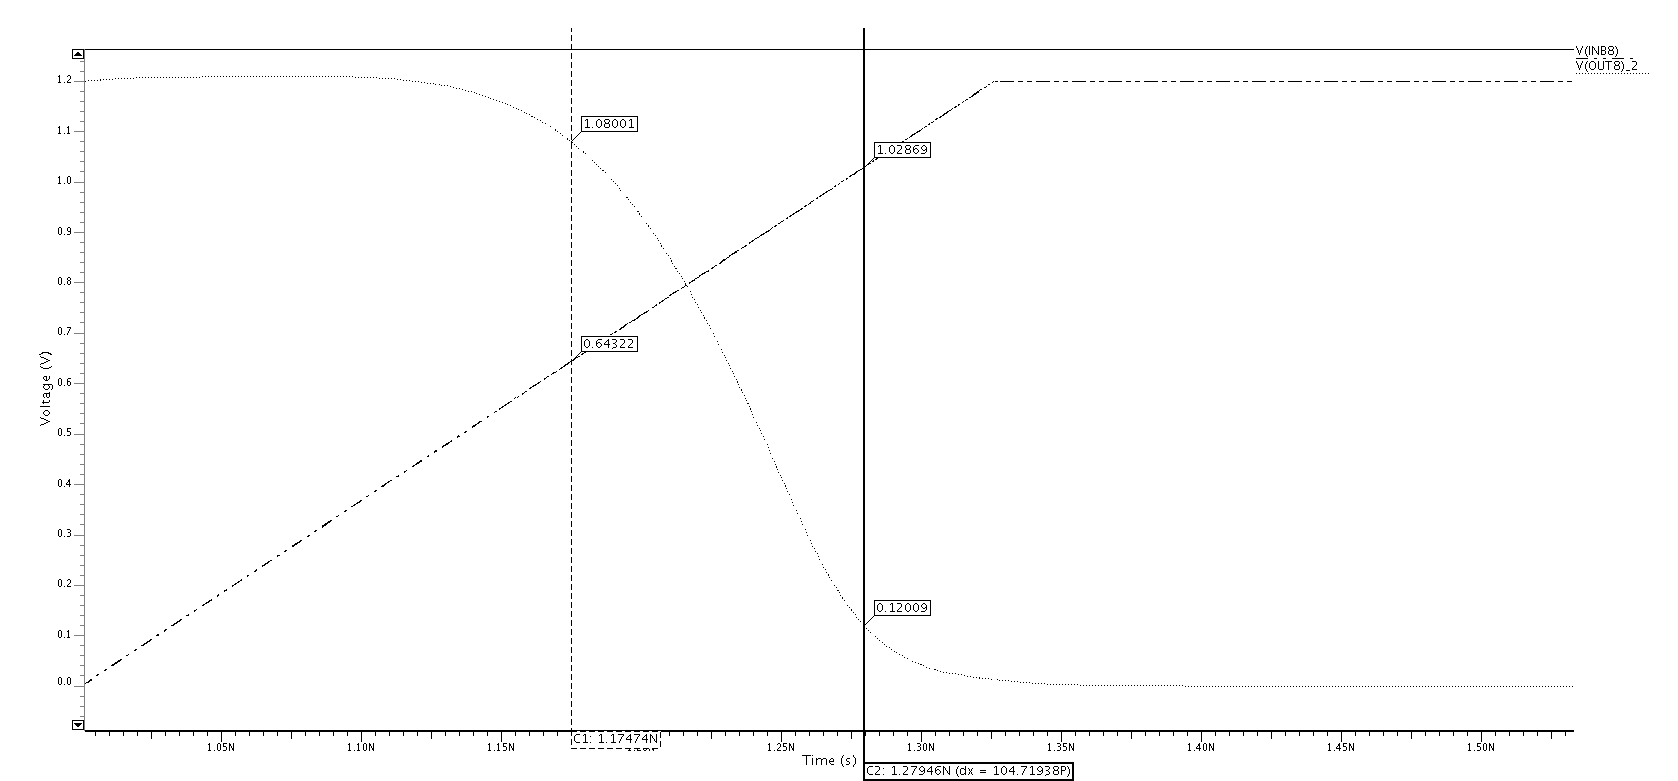 V(INB8)
V(OUT8)_2
1.2
1.1
1.0
0.9
0.8
0.7
0.6
0.5
0.4
0.3
0.2
0.1
0.0
Voltage (V)
1.08001
1.02869
0.64322
0.12009
1.05N
1.10N
1.15N
1.25N
1.30N
1.35N
1.40N
1.45N
1.50N
C1: 1.17474N
Time (s)
C2: 1.27946N (dx = 104.71938P)